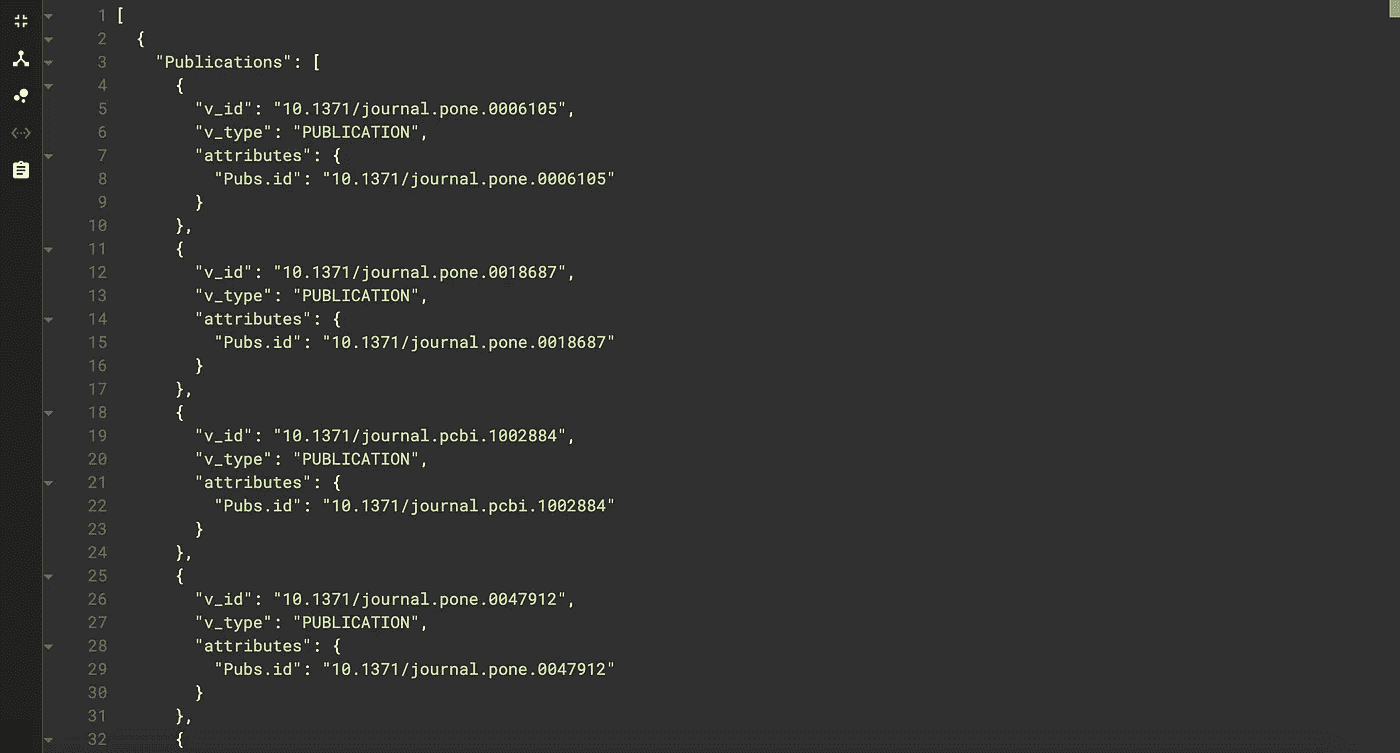 1 [
2 {
3 "Publications": [
4 {
5 "v_id": "10.1371/journal.pone.0006105",
6 "v_type": "PUBLICATION",
7 "attributes": {
8 "Pubs.id": "10.1371/journal.pone.0006105"
9 }
10 },
11 {
12 "v_id": "10.1371/journal.pone.0018687",
13 "v_type": "PUBLICATION",
14 "attributes": {
15 "Pubs.id": "10.1371/journal.pone.0018687"
16 }
17 },
18 {
19 "v_id": "10.1371/journal.pcbi.1002884",
20 "v_type": "PUBLICATION",
21 "attributes": {
22 "Pubs.id": "10.1371/journal.pcbi.1002884"
23 }
24 },
25 {
26 "v_id": "10.1371/journal.pone.0047912",
27 "v_type": "PUBLICATION",
28 "attributes": {
29 "Pubs.id": "10.1371/journal.pone.0047912"
30 }
31 },
32 {